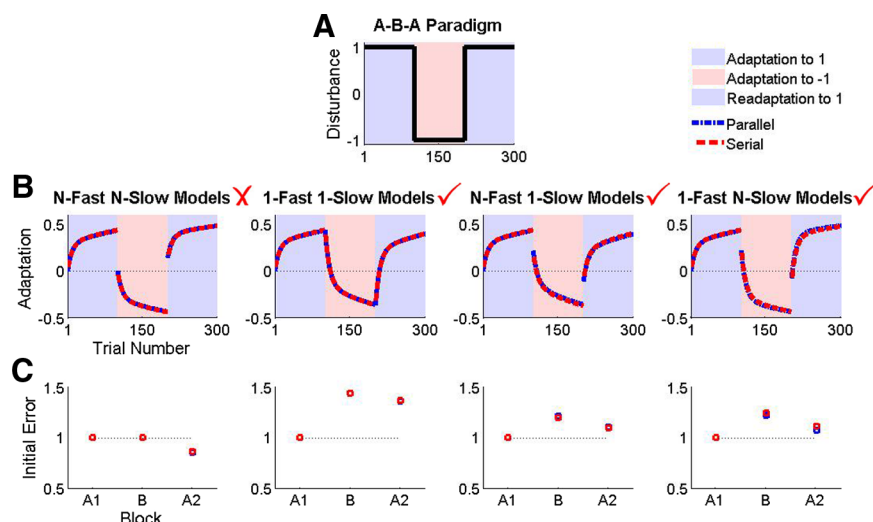 A
A-B-A Paradigm
Disturbance
1
0
-1
1 150 300
Adaptation to 1
Adaptation to -1
Readaptation to 1
Parallel
Serial
B
N-Fast N-Slow Models X 1-Fast 1-Slow Models ✓ N-Fast 1-Slow Models ✓ 1-Fast N-Slow Models ✓
Adaptation
0.5 0.5 0.5 0.5
0 0 0 0
-0.5 -0.5 -0.5 -0.5
1 150 300 1 150 300 1 150 300 1 150 300
Trial Number
C
Initial Error
1.5 1.5 1.5 1.5
1 1 1 1
0.5 0.5 0.5 0.5
A1 B A2 A1 B A2 A1 B A2 A1 B A2
Block